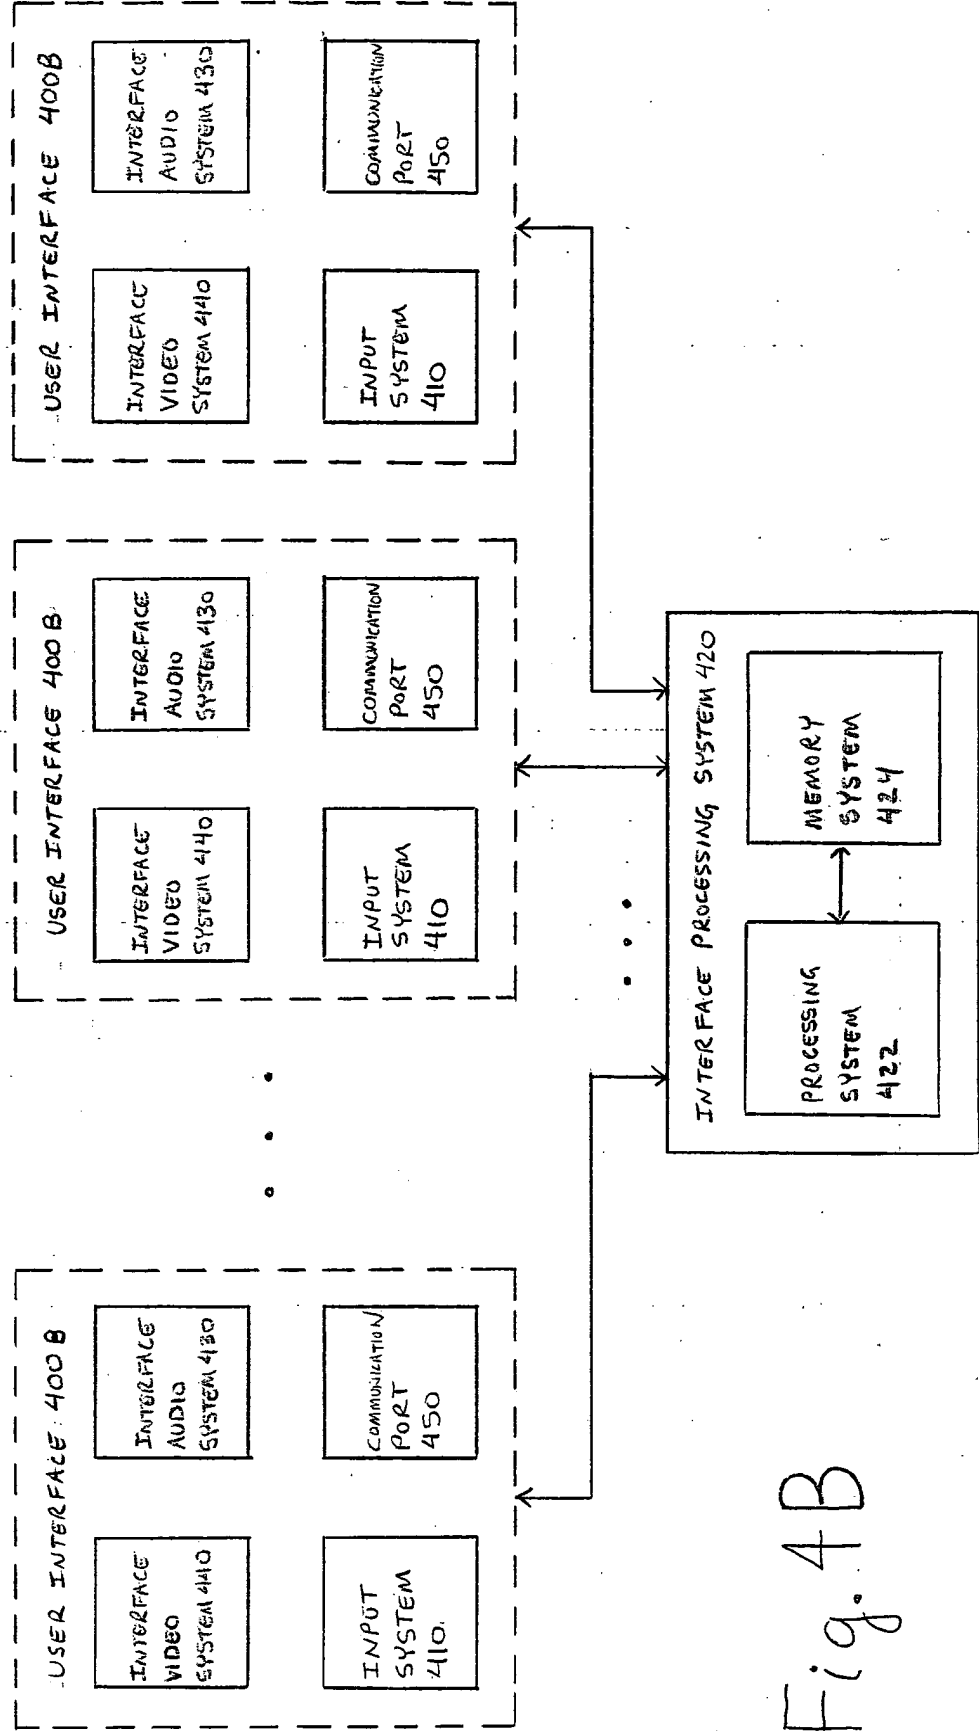 USER INTERFACE 400B
INTERFACE
VIDEO
SYSTEM 440
INTERFACE
AUDIO
SYSTEM 430
INPUT
SYSTEM
410
COMMUNICATION
PORT
450
USER INTERFACE 400B
INTERFACE
VIDEO
SYSTEM 440
INTERFACE
AUDIO
SYSTEM 430
INPUT
SYSTEM
410
COMMUNICATION
PORT
450
USER INTERFACE 400B
INTERFACE
VIDEO
SYSTEM 440
INTERFACE
AUDIO
SYSTEM 430
INPUT
SYSTEM
410
COMMUNICATION
PORT
450
INTERFACE PROCESSING SYSTEM 420
PROCESSING
SYSTEM
422
MEMORY
SYSTEM
424
Fig. 4B